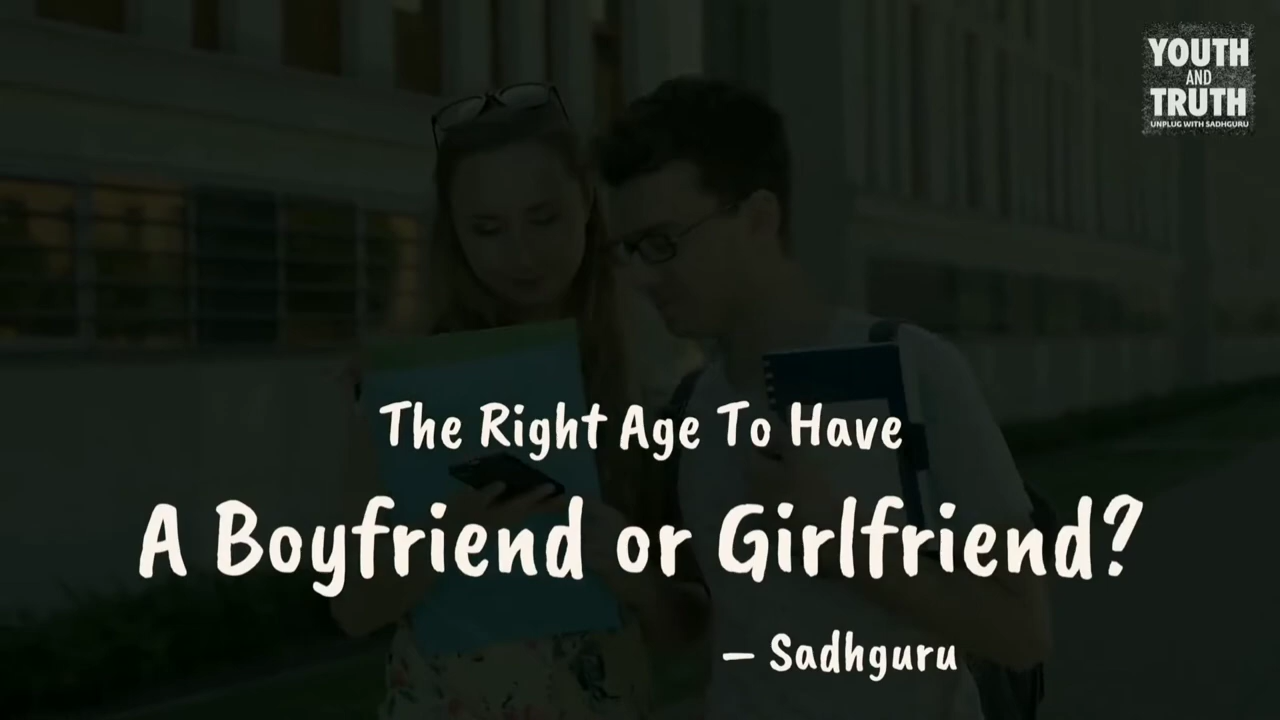 YOUTH
AND
TRUTH
UNPLUG WITH SADHGURU
The Right Age To Have
A Boyfriend or Girlfriend?
– Sadhguru